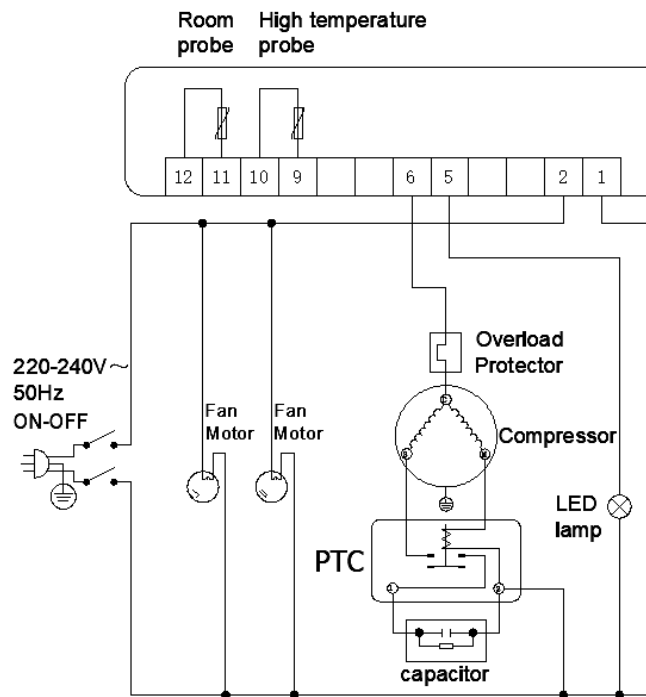 Room
probe
High temperature
probe
12 11 10 9 6 5 2 1
220-240V~
50Hz
ON-OFF
Fan
Motor
Fan
Motor
Overload
Protector
Compressor
LED
lamp
PTC
1
capacitor